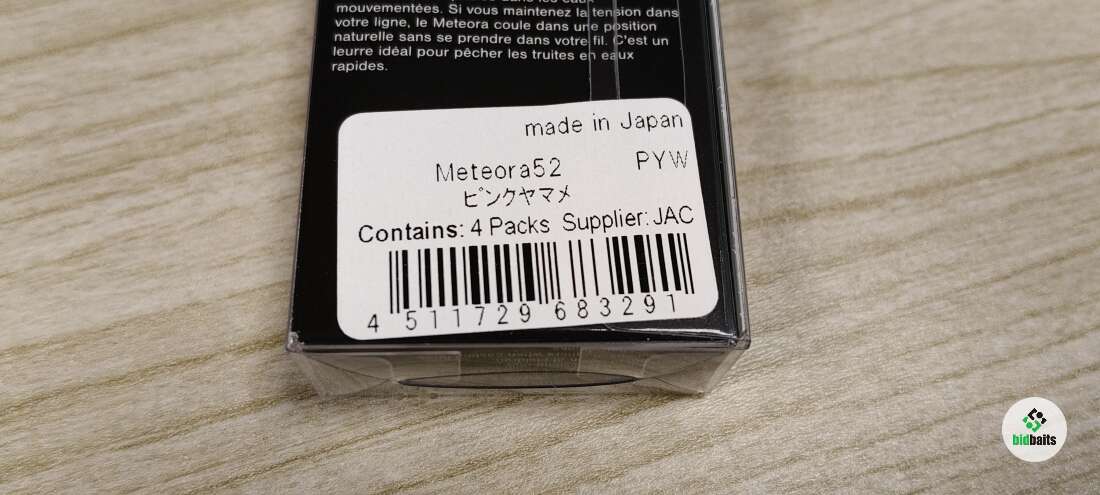 mouvementées. Si vous maintenez la tension dans
votre ligne, le Meteora coule dans une position
naturelle sans se prendre dans votre fil. C'est un
leurre idéal pour pêcher les truites en eaux
rapides.
made in Japan
Meteora52 PYW
ピンクヤマメ
Contains: 4 Packs Supplier: JAC
4 511729 683291
bidbaits